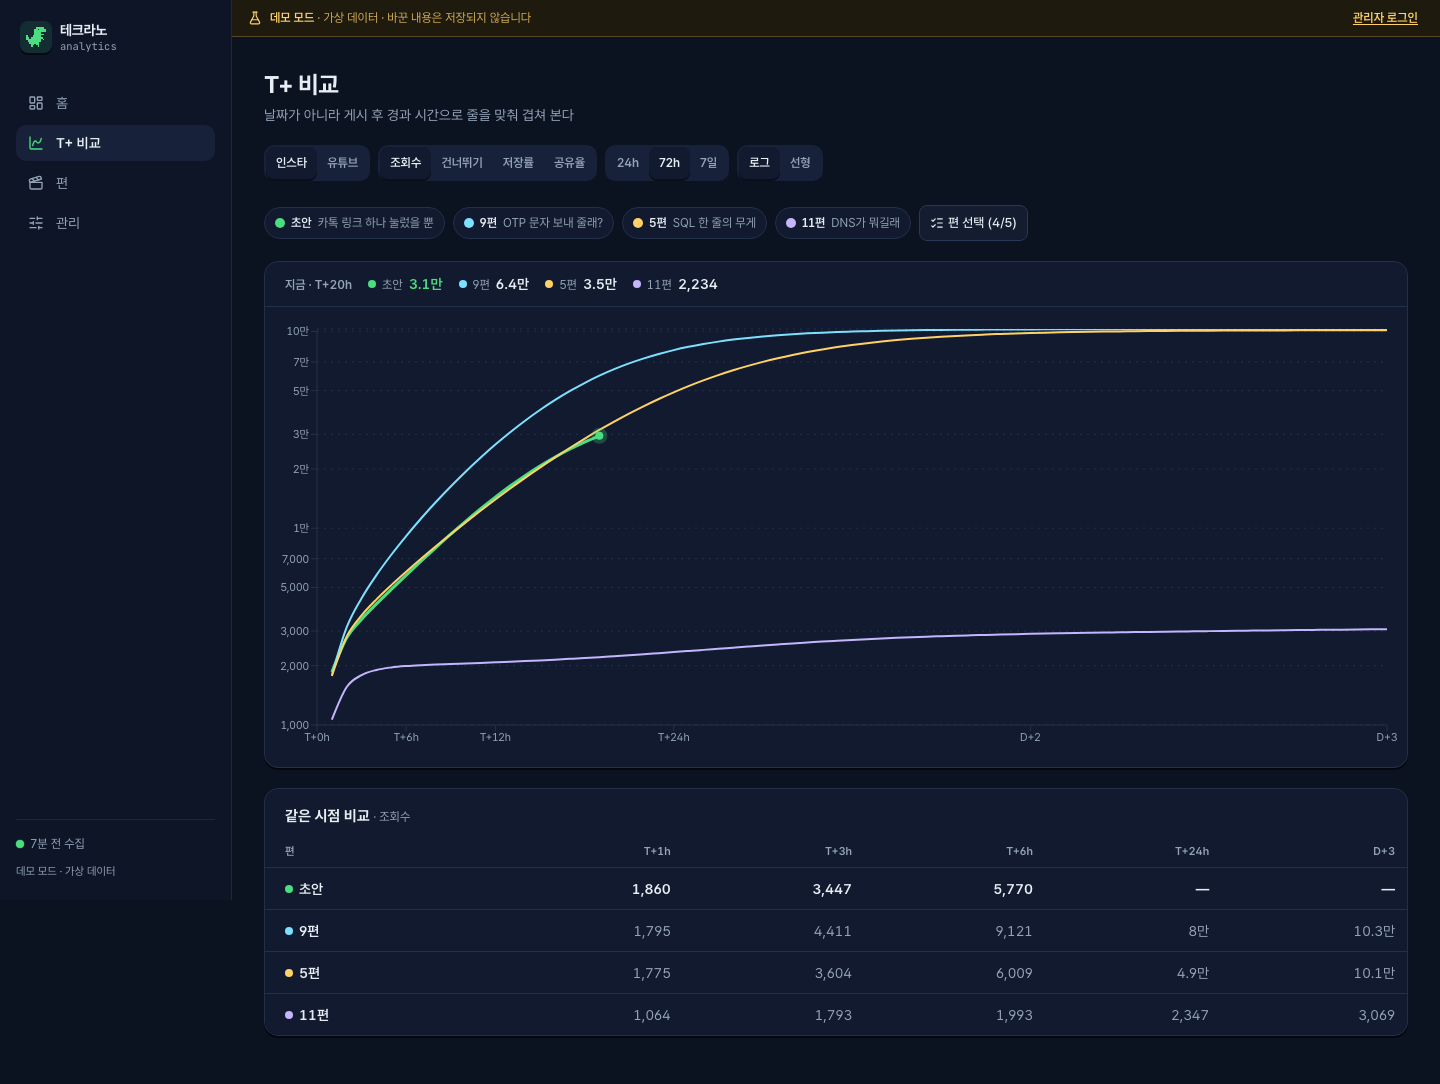 테크라노
analytics
홈
T+ 비교
편
관리
7분 전 수집
데모 모드 · 가상 데이터
데모 모드 · 가상 데이터 · 바꾼 내용은 저장되지 않습니다
관리자 로그인
T+ 비교
날짜가 아니라 게시 후 경과 시간으로 줄을 맞춰 겹쳐 본다
인스타 유튜브 조회수 건너뛰기 저장률 공유율 24h 72h 7일 로그 선형
초안 카톡 링크 하나 눌렀을 뿐 9편 OTP 문자 보내 줄래? 5편 SQL 한 줄의 무게 11편 DNS가 뭐길래 편 선택 (4/5)
지금 · T+20h 초안 3.1만 9편 6.4만 5편 3.5만 11편 2,234
10만
7만
5만
3만
2만
1만
7,000
5,000
3,000
2,000
1,000
T+0h T+6h T+12h T+24h D+2 D+3
같은 시점 비교 · 조회수
편 T+1h T+3h T+6h T+24h D+3
초안 1,860 3,447 5,770 — —
9편 1,795 4,411 9,121 8만 10.3만
5편 1,775 3,604 6,009 4.9만 10.1만
11편 1,064 1,793 1,993 2,347 3,069